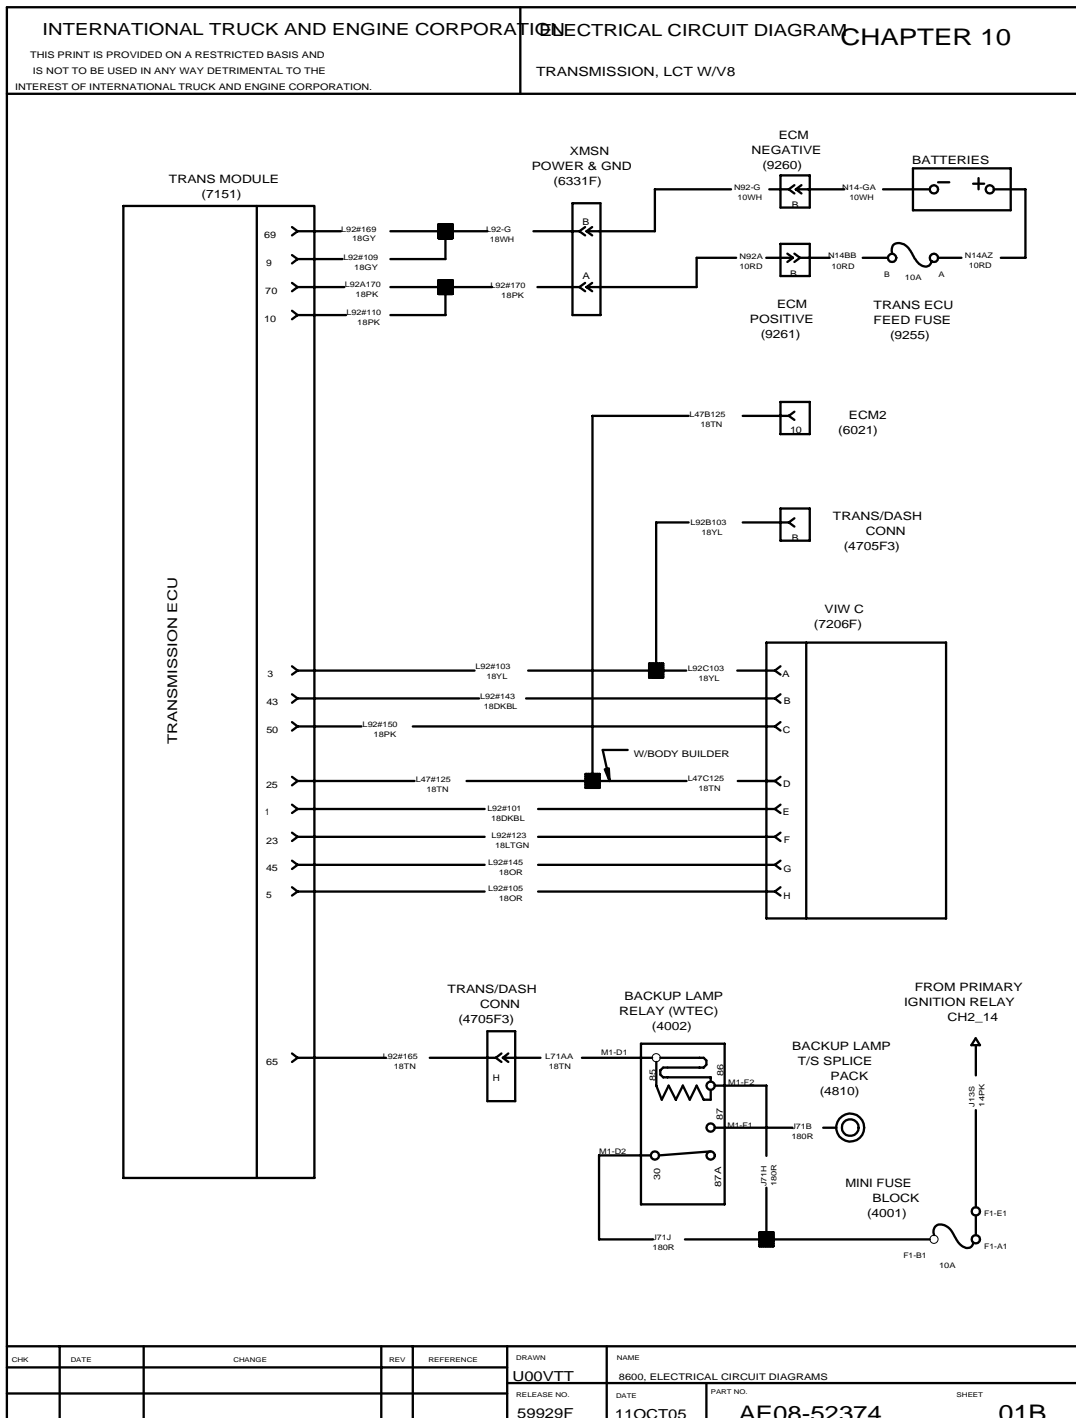 INTERNATIONAL TRUCK AND ENGINE CORPORATION
THIS PRINT IS PROVIDED ON A RESTRICTED BASIS AND
IS NOT TO BE USED IN ANY WAY DETRIMENTAL TO THE
INTEREST OF INTERNATIONAL TRUCK AND ENGINE CORPORATION.
ELECTRICAL CIRCUIT DIAGRAM
CHAPTER 10
TRANSMISSION, LCT W/V8
TRANS MODULE
(7151)
XMSN
POWER & GND
(6331F)
ECM
NEGATIVE
(9260)
BATTERIES
69
L92#169
18GY
L92-G
18WH
B
N92-G
10WH
B
N14-GA
10WH
- +
9
L92#109
18GY
70
L92A170
18PK
L92#170
18PK
A
N92A
10RD
B
N14BB
10RD
B
10A
A
N14AZ
10RD
10
L92#110
18PK
ECM
POSITIVE
(9261)
TRANS ECU
FEED FUSE
(9255)
L47B125
18TN
10
ECM2
(6021)
L92B103
18YL
B
TRANS/DASH
CONN
(4705F3)
TRANSMISSION ECU
VIW C
(7206F)
3
L92#103
18YL
L92C103
18YL
A
43
L92#143
18DKBL
B
50
L92#150
18PK
C
W/BODY BUILDER
25
L47#125
18TN
L47C125
18TN
D
1
L92#101
18DKBL
E
23
L92#123
18LTGN
F
45
L92#145
18OR
G
5
L92#105
18OR
H
TRANS/DASH
CONN
(4705F3)
BACKUP LAMP
RELAY (WTEC)
(4002)
FROM PRIMARY
IGNITION RELAY
CH2_14
BACKUP LAMP
T/S SPLICE
PACK
(4810)
65
L92#165
18TN
H
L71AA
18TN
M1-D1
85
86
M1-E2
87
M1-E1
J71B
180R
J13S
14PK
M1-D2
30
87A
J71H
180R
MINI FUSE
BLOCK
(4001)
J71J
180R
F1-E1
F1-B1
F1-A1
10A
CHK
DATE
CHANGE
REV
REFERENCE
DRAWN
U00VTT
NAME
8600, ELECTRICAL CIRCUIT DIAGRAMS
RELEASE NO.
59929F
DATE
11OCT05
PART NO.
AE08-52374
SHEET
01B